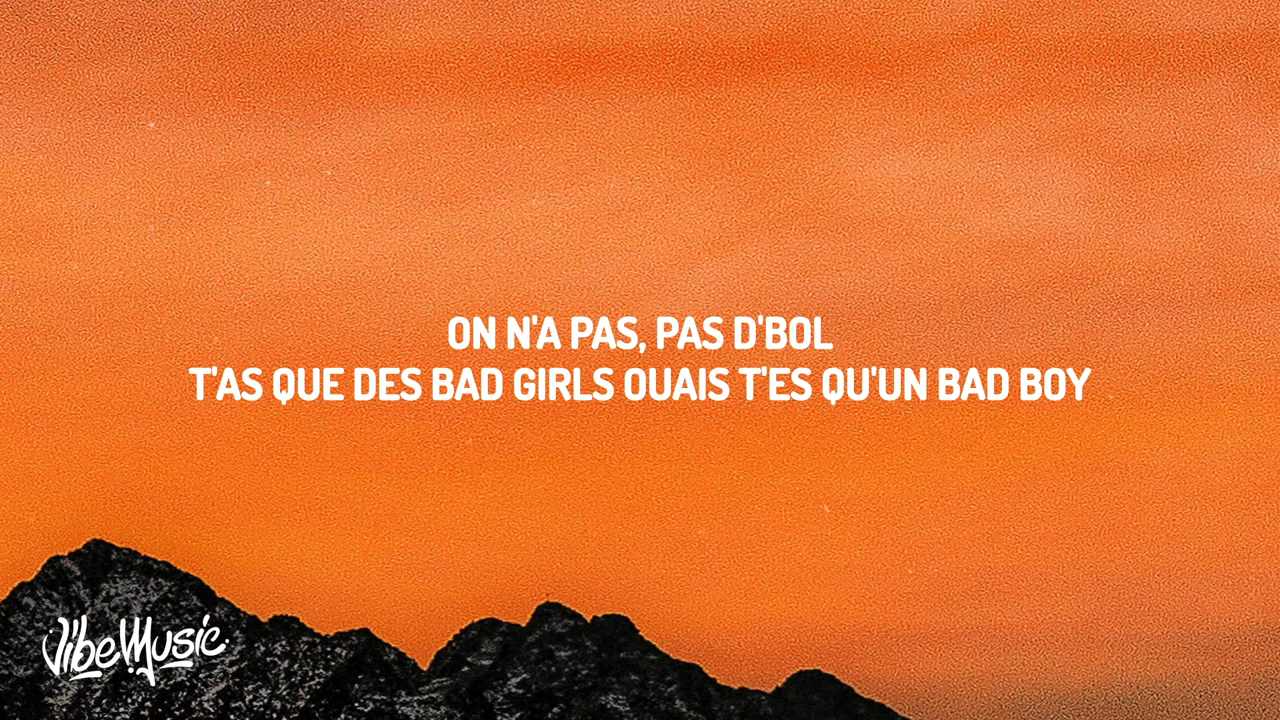 ON N'A PAS, PAS D'BOL
T'AS QUE DES BAD GIRLS OUAIS T'ES QU'UN BAD BOY
VibeMusic